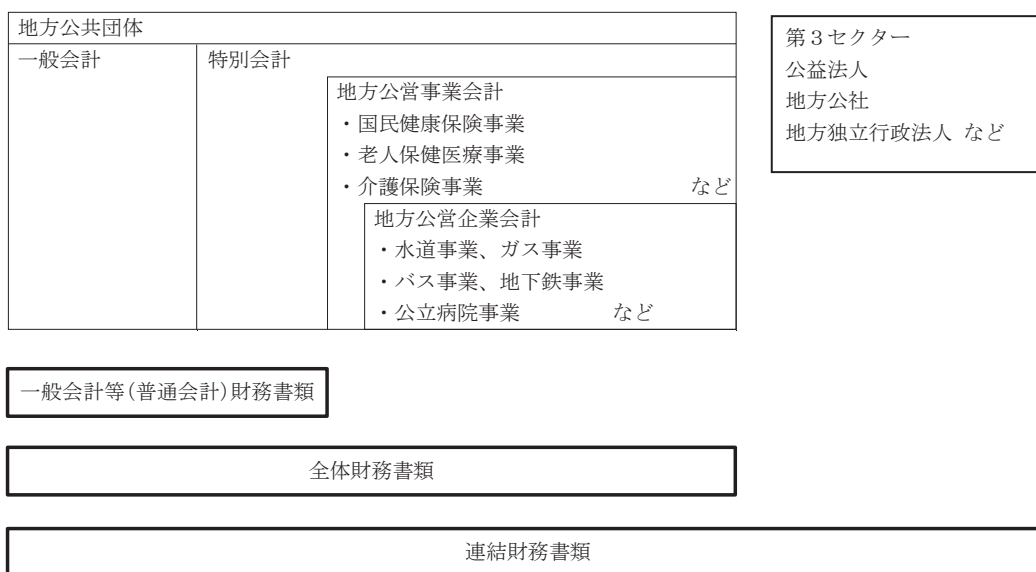 地方公共団体
一般会計
特別会計
地方公営事業会計
・国民健康保険事業
・老人保健医療事業
・介護保険事業 など
地方公営企業会計
・水道事業、ガス事業
・バス事業、地下鉄事業
・公立病院事業 など
第3セクター
公益法人
地方公社
地方独立行政法人 など
一般会計等(普通会計)財務書類
全体財務書類
連結財務書類